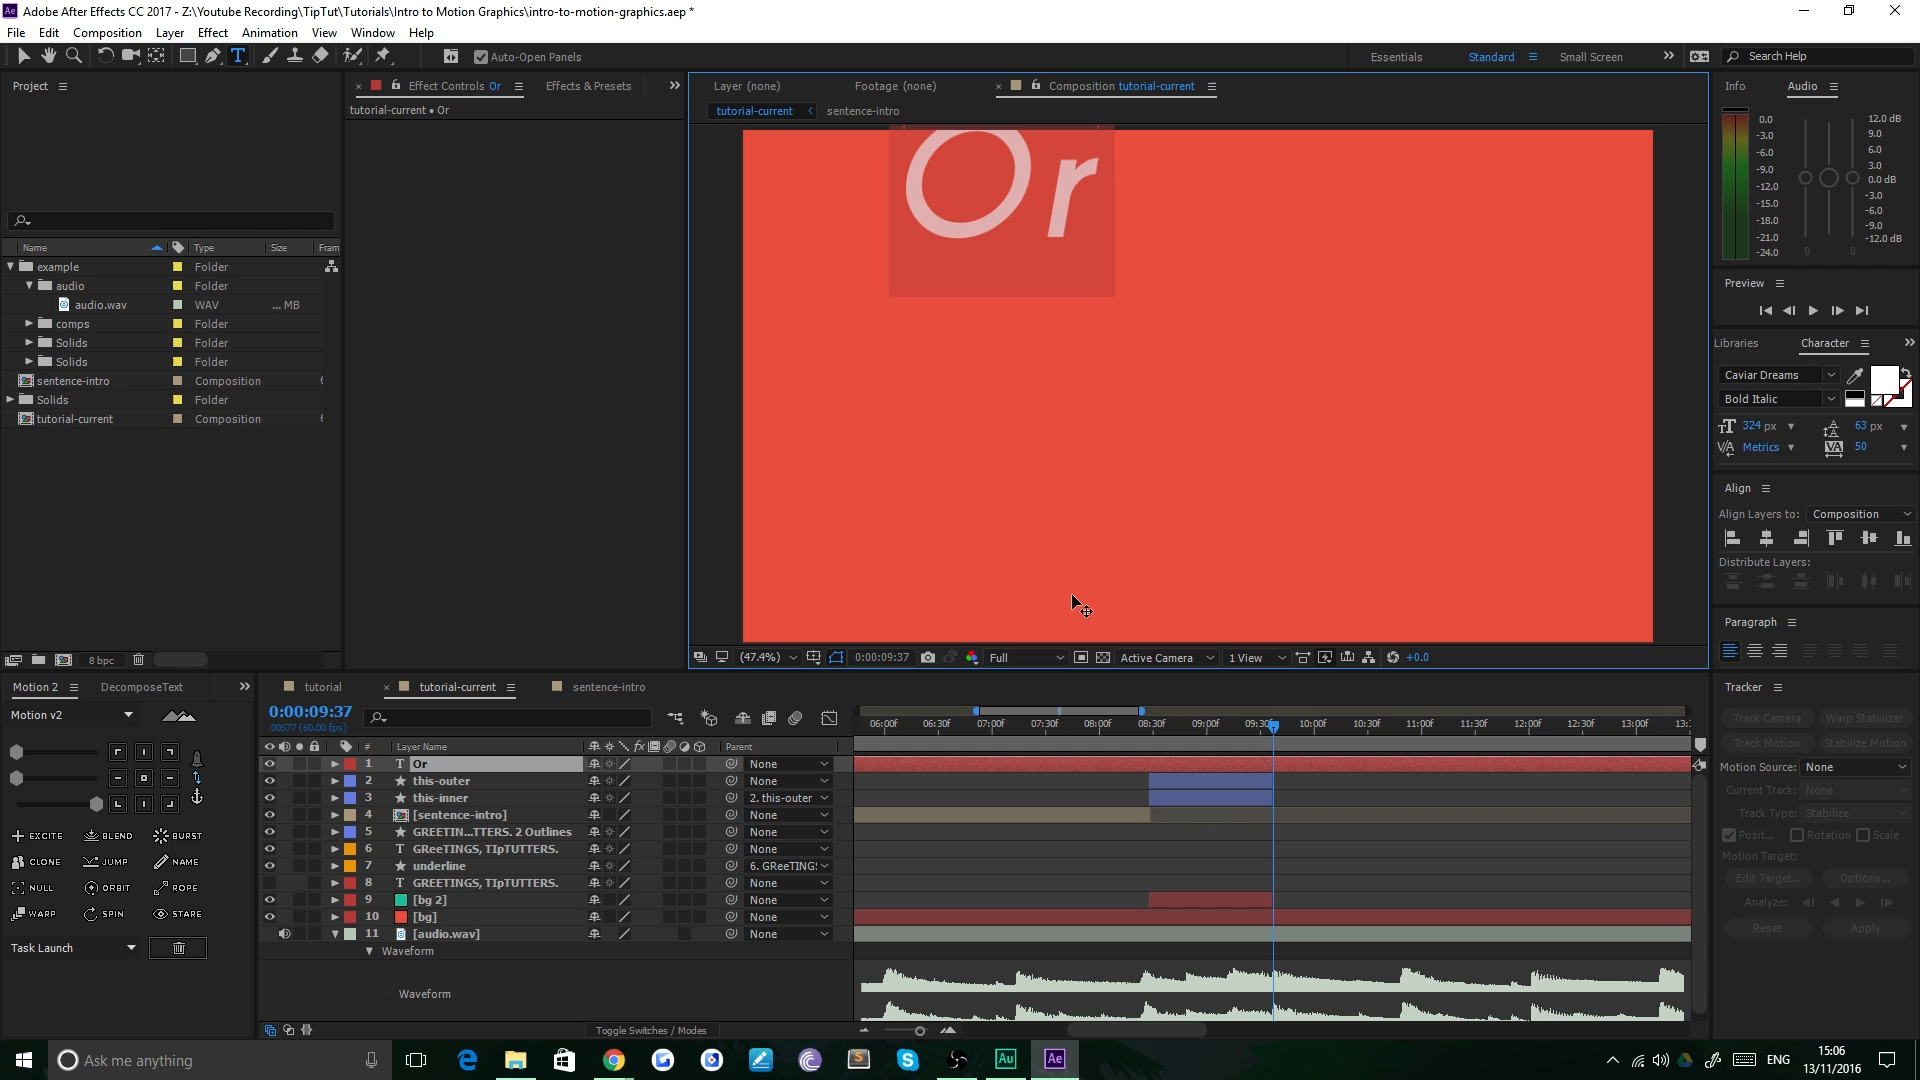 Adobe After Effects CC 2017 - Z:\Youtube Recording\TipTut\Tutorials\Intro to Motion Graphics\intro-to-motion-graphics.aep *
File Edit Composition Layer Effect Animation View Window Help
Auto-Open Panels
Essentials Standard Small Screen Search Help
Project
Effect Controls Or Effects & Presets
Layer (none) Footage (none) Composition tutorial-current
Info Audio
tutorial-current • Or
tutorial-current sentence-intro
Or
0.0 12.0 dB
-3.0 9.0
-6.0 6.0
-9.0 3.0
-12.0 0.0 dB
-15.0 -3.0
-18.0 -6.0
-21.0 -9.0
-24.0 -12.0 dB
0 0
Name Type Size Fram
example Folder
audio Folder
audio.wav WAV ... MB
comps Folder
Solids Folder
Solids Folder
sentence-intro Composition
Solids Folder
tutorial-current Composition
Preview
Libraries Character
Caviar Dreams
Bold Italic
324 px 63 px
Metrics 50
Align
Align Layers to: Composition
Distribute Layers:
Paragraph
8 bpc
(47.4%) 0:00:09:37 Full Active Camera 1 View +0.0
Motion 2 DecomposeText
tutorial tutorial-current sentence-intro
Tracker
Motion v2
0:00:09:37
00577 (60.00 fps)
06:00f 06:30f 07:00f 07:30f 08:00f 08:30f 09:00f 09:30f 10:00f 10:30f 11:00f 11:30f 12:00f 12:30f 13:00f 13:
# Layer Name Parent
1 Or None
2 this-outer None
3 this-inner 2. this-outer
4 [sentence-intro] None
5 GREETIN...TTERS. 2 Outlines None
6 GReeTINGS, TIpTUTTERS. None
7 underline 6. GReeTING
8 GREETINGS, TIpTUTTERS. None
9 [bg 2] None
10 [bg] None
11 [audio.wav] None
Waveform
Waveform
Toggle Switches / Modes
EXCITE BLEND BURST
CLONE JUMP NAME
NULL ORBIT ROPE
WARP SPIN STARE
Task Launch
Track Camera Warp Stabilizer
Track Motion Stabilize Motion
Motion Source: None
Current Track: None
Track Type: Stabilize
Posit... Rotation Scale
Motion Target:
Edit Target... Options...
Analyze:
Reset Apply
Ask me anything
Au Ae
ENG
15:06
13/11/2016